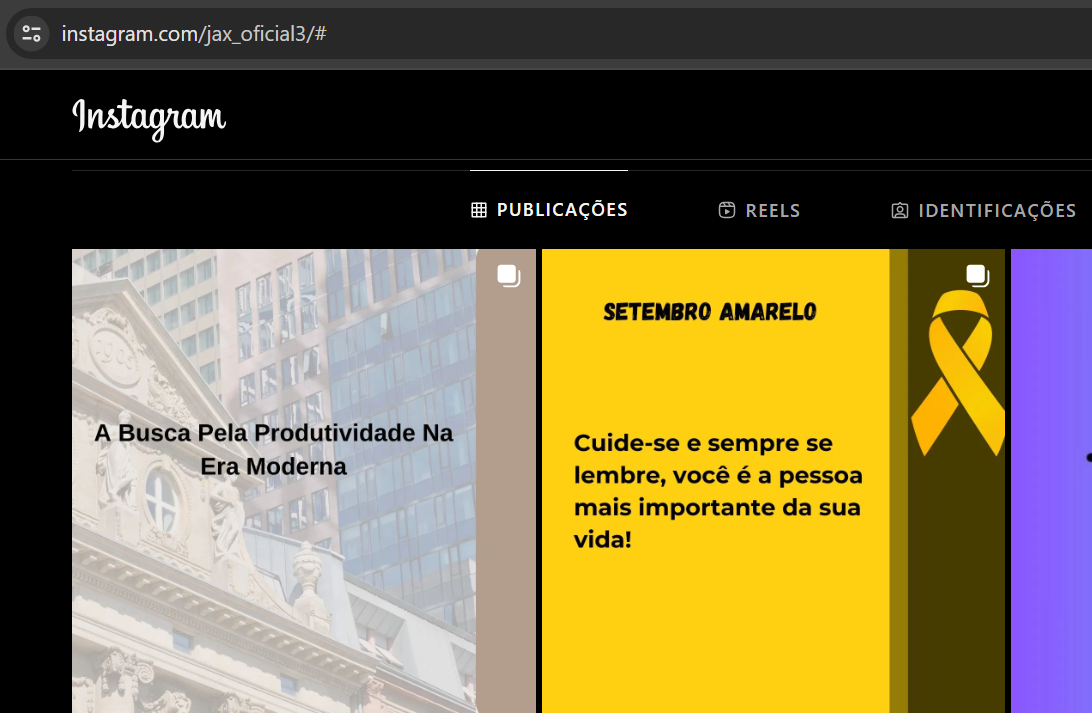 instagram.com/jax_oficial3/#
Instagram
PUBLICAÇÕES
REELS
IDENTIFICAÇÕES
A Busca Pela Produtividade Na
Era Moderna
SETEMBRO AMARELO
Cuide-se e sempre se
lembre, você é a pessoa
mais importante da sua
vida!